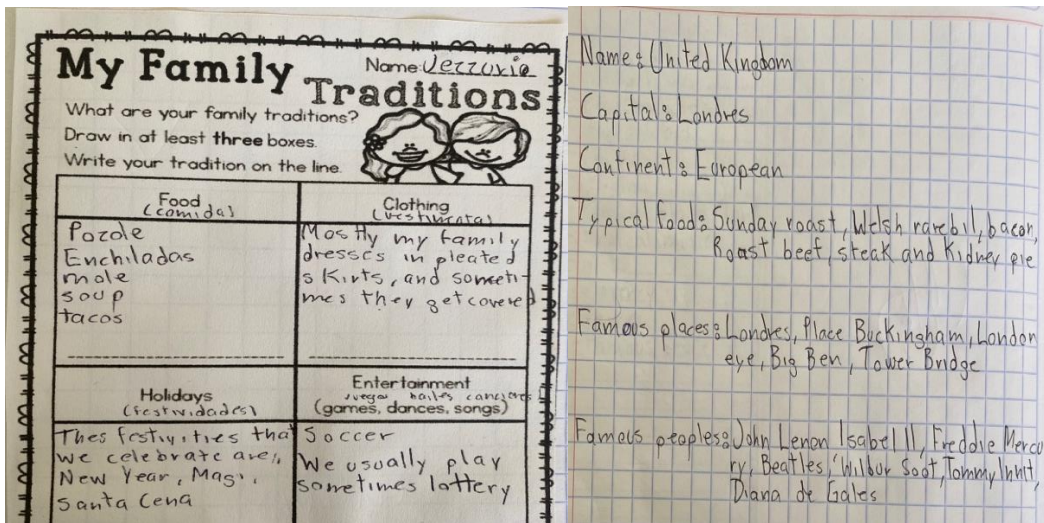 My Family
Name: Jezzuria
Traditions
What are your family traditions?
Draw in at least three boxes.
Write your tradition on the line.
Food
(comida)
Pozole
Enchiladas
mole
soup
tacos
Clothing
(vestimenta)
Mostly my family
dresses in pleated
skirts, and someti-
mes they get covered
Holidays
(festividades)
Thes festivities that
we celebrate are,
New Year, Magi,
Santa Cena
Entertainment
juegos bailes canciones
(games, dances, songs)
Soccer
We usually play
sometimes lottery
Name: United Kingdom
Capital: Londres
Continent: European
Typical food: Sunday roast, Welsh rarebil, bacon,
Roast beef, steak and Kidney pie
Famous places: Londres, Place Buckingham, London
eye, Big Ben, Tower Bridge
Famous peoples: John Lenon Isabel II, Freddie Mercu
ry, Beatles, Wilbur Soot, Tommy Innit,
Diana de Gales